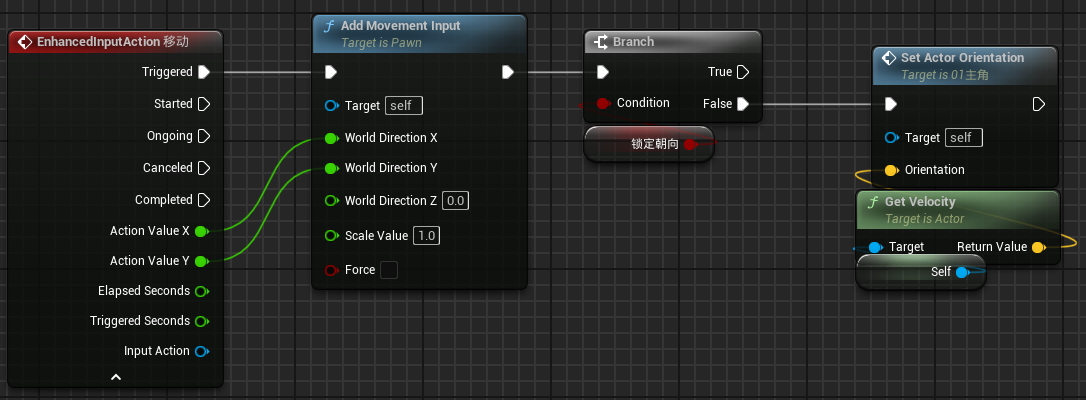 EnhancedInputAction 移动
Triggered
Started
Ongoing
Canceled
Completed
Action Value X
Action Value Y
Elapsed Seconds
Triggered Seconds
Input Action
Add Movement Input
Target is Pawn
Target self
World Direction X
World Direction Y
World Direction Z 0.0
Scale Value 1.0
Force
Branch
True
Condition False
锁定朝向
Set Actor Orientation
Target is 01主角
Target self
Orientation
Get Velocity
Target is Actor
Target Return Value
Self